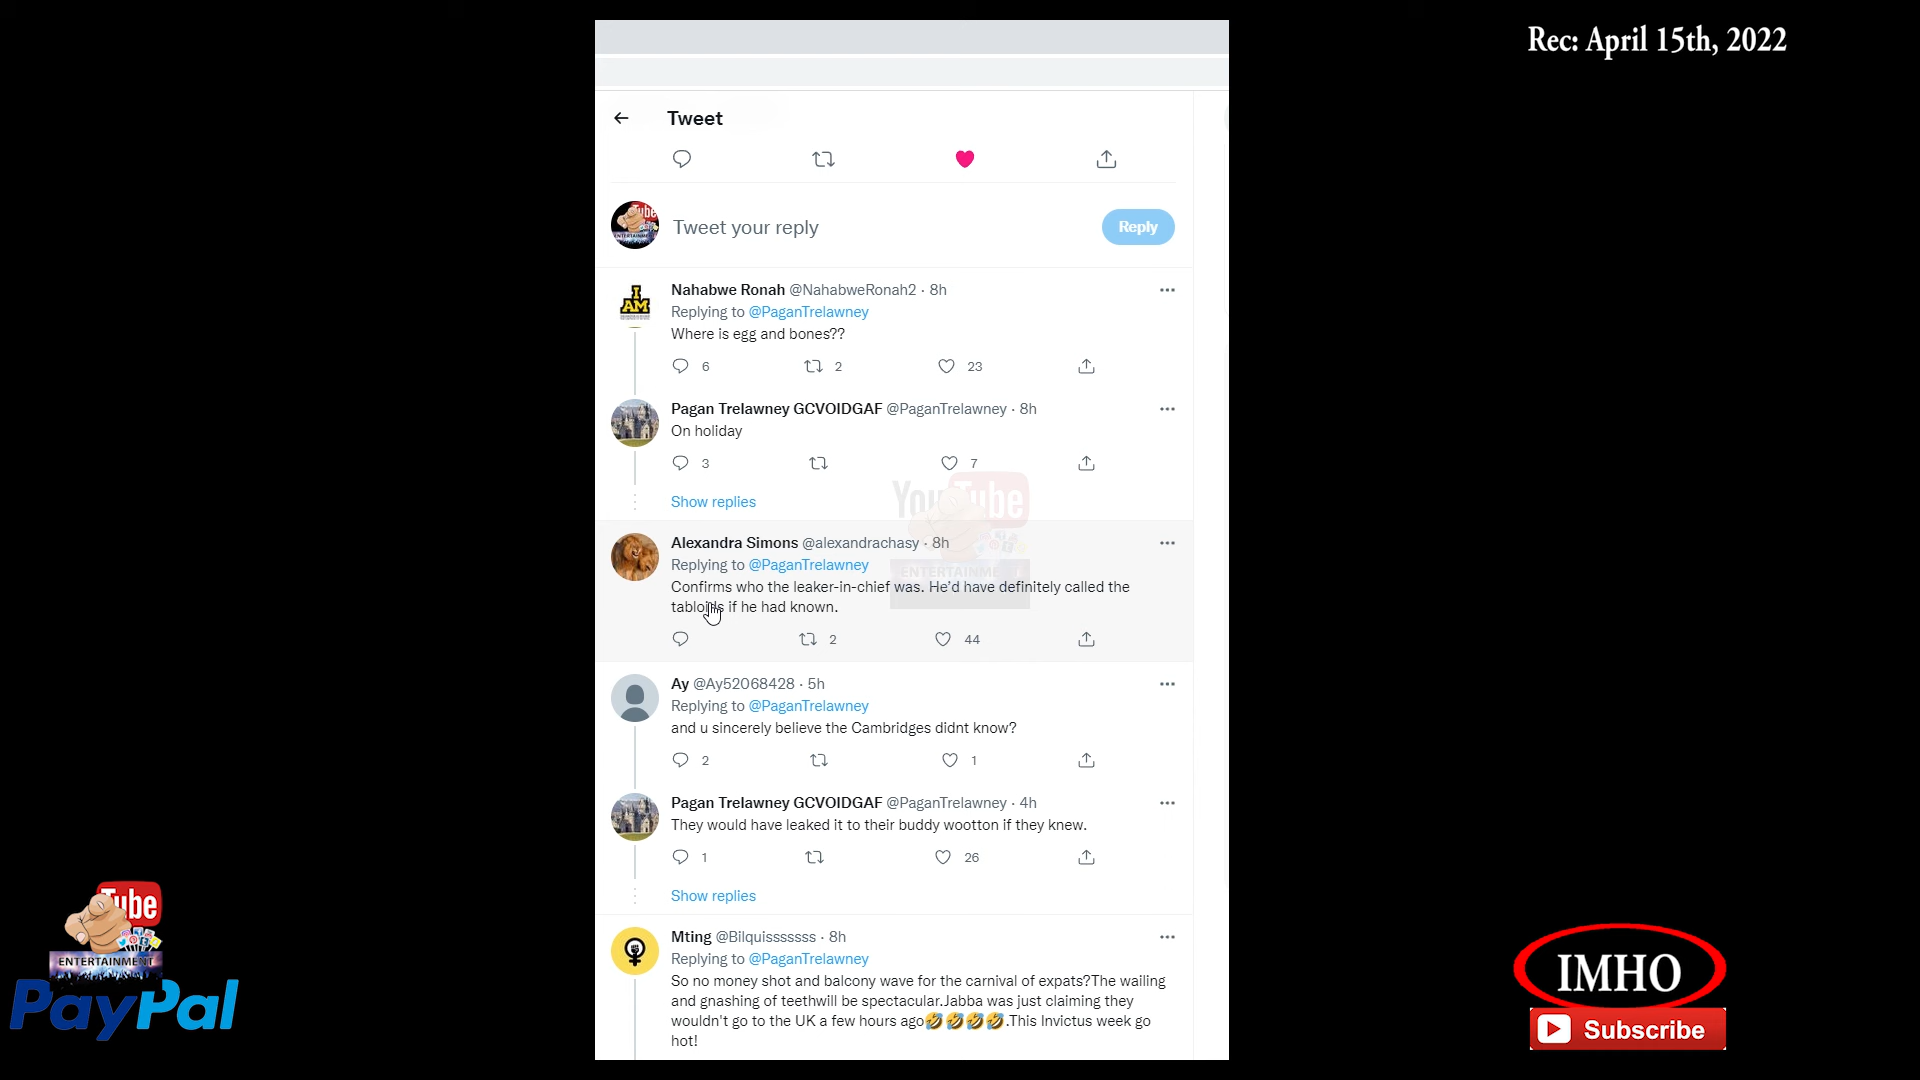 Rec: April 15th, 2022
Tweet
Tweet your reply
Reply
Nahabwe Ronah @NahabweRonah2 · 8h
Replying to @PaganTrelawney
Where is egg and bones??
6 2 23
Pagan Trelawney GCVOIDGAF @PaganTrelawney · 8h
On holiday
3 7
Show replies
YouTube
ENTERTAINMENT
Alexandra Simons @alexandrachasy · 8h
Replying to @PaganTrelawney
Confirms who the leaker-in-chief was. He'd have definitely called the
tabloids if he had known.
2 44
Ay @Ay52068428 · 5h
Replying to @PaganTrelawney
and u sincerely believe the Cambridges didnt know?
2 1
Pagan Trelawney GCVOIDGAF @PaganTrelawney · 4h
They would have leaked it to their buddy wootton if they knew.
1 26
Show replies
Mting @Bilquisssssss · 8h
Replying to @PaganTrelawney
So no money shot and balcony wave for the carnival of expats?The wailing
and gnashing of teethwill be spectacular.Jabba was just claiming they
wouldn't go to the UK a few hours ago🤣🤣🤣🤣.This Invictus week go
hot!
Tube
ENTERTAINMENT
PayPal
IMHO
Subscribe
I AM